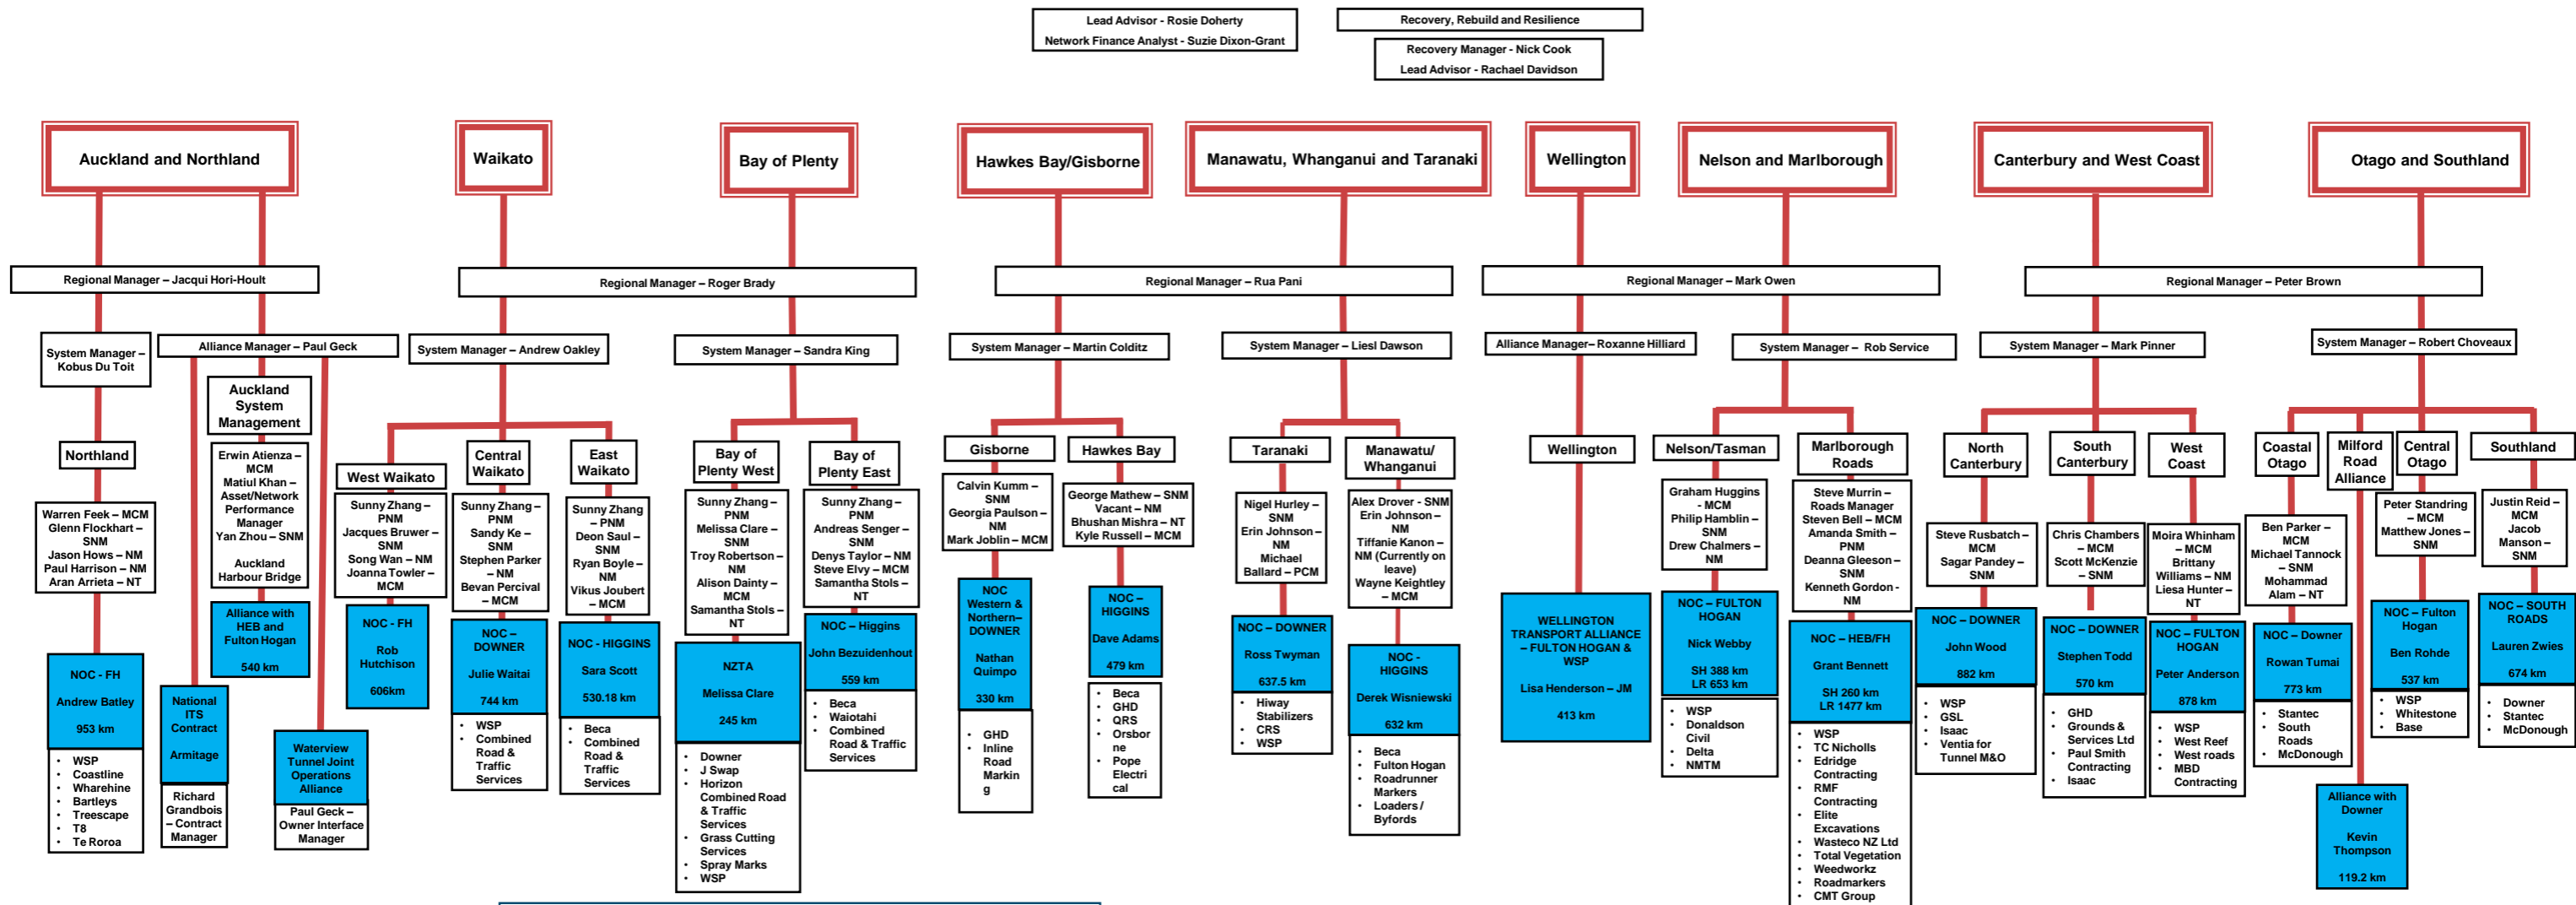 Lead Advisor - Rosie Doherty
Network Finance Analyst - Suzie Dixon-Grant
Recovery, Rebuild and Resilience
Recovery Manager - Nick Cook
Lead Advisor - Rachael Davidson
Auckland and Northland
Waikato
Bay of Plenty
Hawkes Bay/Gisborne
Manawatu, Whanganui and Taranaki
Wellington
Nelson and Marlborough
Canterbury and West Coast
Otago and Southland
Regional Manager – Jacqui Hori-Hoult
Regional Manager – Roger Brady
Regional Manager – Rua Pani
Regional Manager – Mark Owen
Regional Manager – Peter Brown
System Manager –
Kobus Du Toit
Alliance Manager – Paul Geck
System Manager – Andrew Oakley
System Manager – Sandra King
System Manager – Martin Colditz
System Manager – Liesl Dawson
Alliance Manager– Roxanne Hilliard
System Manager – Rob Service
System Manager – Mark Pinner
System Manager – Robert Choveaux
Northland
Warren Feek – MCM
Glenn Flockhart –
SNM
Jason Hows – NM
Paul Harrison – NM
Aran Arrieta – NT
NOC - FH
Andrew Batley
953 km
• WSP
• Coastline
• Wharehine
• Bartleys
• Treescape
• T8
• Te Roroa
National
ITS
Contract
Armitage
Richard
Grandbois
– Contract
Manager
Auckland
System
Management
Erwin Atienza –
MCM
Matiul Khan –
Asset/Network
Performance
Manager
Yan Zhou – SNM
Auckland
Harbour Bridge
Alliance with
HEB and
Fulton Hogan
540 km
Waterview
Tunnel Joint
Operations
Alliance
Paul Geck –
Owner Interface
Manager
West Waikato
Sunny Zhang –
PNM
Jacques Bruwer –
SNM
Song Wan – NM
Joanna Towler –
MCM
NOC - FH
Rob
Hutchison
606km
Central
Waikato
Sunny Zhang –
PNM
Sandy Ke –
SNM
Stephen Parker
– NM
Bevan Percival
– MCM
NOC –
DOWNER
Julie Waitai
744 km
• WSP
• Combined
Road &
Traffic
Services
East
Waikato
Sunny Zhang
– PNM
Deon Saul –
SNM
Ryan Boyle –
NM
Vikus Joubert
– MCM
NOC - HIGGINS
Sara Scott
530.18 km
• Beca
• Combined
Road &
Traffic
Services
Bay of
Plenty West
Sunny Zhang –
PNM
Melissa Clare –
SNM
Troy Robertson –
NM
Alison Dainty –
MCM
Samantha Stols –
NT
NZTA
Melissa Clare
245 km
• Downer
• J Swap
• Horizon
Combined Road
& Traffic
Services
• Grass Cutting
Services
• Spray Marks
• WSP
Bay of
Plenty East
Sunny Zhang –
PNM
Andreas Senger –
SNM
Denys Taylor – NM
Steve Elvy – MCM
Samantha Stols –
NT
NOC – Higgins
John Bezuidenhout
559 km
• Beca
• Waiotahi
• Combined
Road & Traffic
Services
Gisborne
Calvin Kumm –
SNM
Georgia Paulson –
NM
Mark Joblin – MCM
NOC
Western &
Northern–
DOWNER
Nathan
Quimpo
330 km
• GHD
• Inline
Road
Markin
g
Hawkes Bay
George Mathew – SNM
Vacant – NM
Bhushan Mishra – NT
Kyle Russell – MCM
NOC –
HIGGINS
Dave Adams
479 km
• Beca
• GHD
• QRS
• Orsbor
ne
• Pope
Electri
cal
Taranaki
Nigel Hurley –
SNM
Erin Johnson –
NM
Michael
Ballard – PCM
NOC – DOWNER
Ross Twyman
637.5 km
• Hiway
Stabilizers
• CRS
• WSP
Manawatu/
Whanganui
Alex Drover - SNM
Erin Johnson –
NM
Tiffanie Kanon –
NM (Currently on
leave)
Wayne Keightley
– MCM
NOC -
HIGGINS
Derek Wisniewski
632 km
• Beca
• Fulton Hogan
• Roadrunner
Markers
• Loaders /
Byfords
Wellington
WELLINGTON
TRANSPORT ALLIANCE
– FULTON HOGAN &
WSP
Lisa Henderson – JM
413 km
Nelson/Tasman
Graham Huggins
- MCM
Philip Hamblin –
SNM
Drew Chalmers –
NM
NOC – FULTON
HOGAN
Nick Webby
SH 388 km
LR 653 km
• WSP
• Donaldson
Civil
• Delta
• NMTM
Marlborough
Roads
Steve Murrin –
Roads Manager
Steven Bell – MCM
Amanda Smith –
PNM
Deanna Gleeson –
SNM
Kenneth Gordon -
NM
NOC – HEB/FH
Grant Bennett
SH 260 km
LR 1477 km
• WSP
• TC Nicholls
• Edridge
Contracting
• RMF
Contracting
• Elite
Excavations
• Wasteco NZ Ltd
• Total Vegetation
• Weedworkz
• Roadmarkers
• CMT Group
North
Canterbury
Steve Rusbatch –
MCM
Sagar Pandey –
SNM
NOC – DOWNER
John Wood
882 km
• WSP
• GSL
• Isaac
• Ventia for
Tunnel M&O
South
Canterbury
Chris Chambers
– MCM
Scott McKenzie
– SNM
NOC – DOWNER
Stephen Todd
570 km
• GHD
• Grounds &
Services Ltd
• Paul Smith
Contracting
• Isaac
West
Coast
Moira Whinham
– MCM
Brittany
Williams – NM
Liesa Hunter –
NT
NOC – FULTON
HOGAN
Peter Anderson
878 km
• WSP
• West Reef
• West roads
• MBD
Contracting
Coastal
Otago
Ben Parker –
MCM
Michael Tannock
– SNM
Mohammad
Alam – NT
NOC – Downer
Rowan Tumai
773 km
• Stantec
• South
Roads
• McDonough
Milford
Road
Alliance
Alliance with
Downer
Kevin
Thompson
119.2 km
Central
Otago
Peter Standring
– MCM
Matthew Jones –
SNM
NOC – Fulton
Hogan
Ben Rohde
537 km
• WSP
• Whitestone
• Base
Southland
Justin Reid –
MCM
Jacob
Manson –
SNM
NOC – SOUTH
ROADS
Lauren Zwies
674 km
• Downer
• Stantec
• McDonough